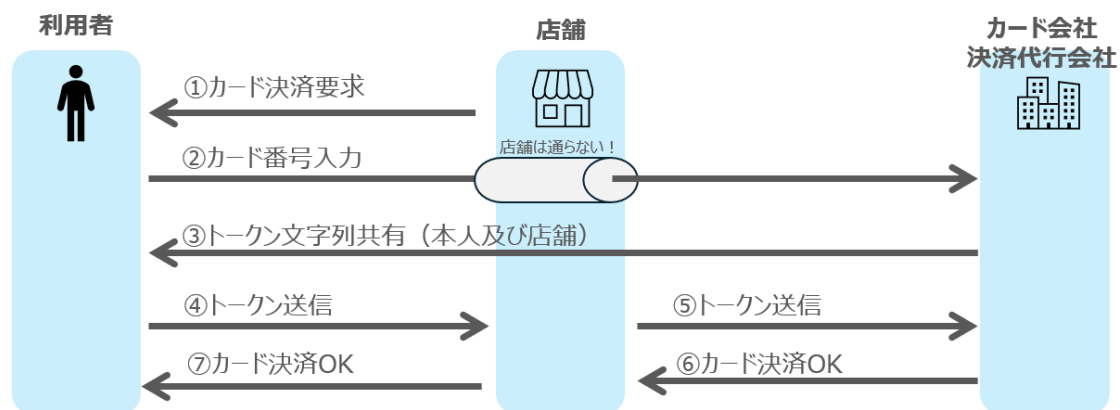 利用者
店舗
カード会社
決済代行会社
①カード決済要求
店舗は通らない！
②カード番号入力
③トークン文字列共有（本人及び店舗）
④トークン送信
⑤トークン送信
⑦カード決済OK
⑥カード決済OK